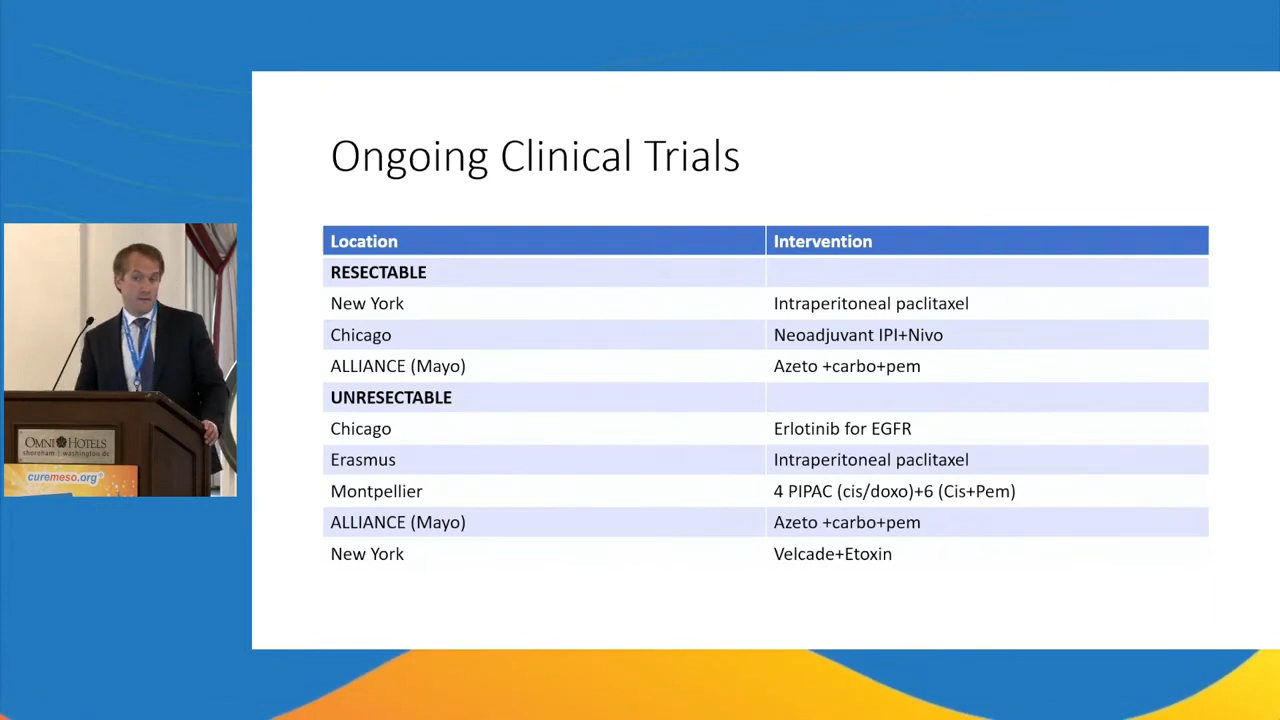 Ongoing Clinical Trials
Location Intervention
RESECTABLE
New York Intraperitoneal paclitaxel
Chicago Neoadjuvant IPI+Nivo
ALLIANCE (Mayo) Azeto +carbo+pem
UNRESECTABLE
Chicago Erlotinib for EGFR
Erasmus Intraperitoneal paclitaxel
Montpellier 4 PIPAC (cis/doxo)+6 (Cis+Pem)
ALLIANCE (Mayo) Azeto +carbo+pem
New York Velcade+Etoxin
OMNI HOTELS
shoreham | washington dc
curemeso.org